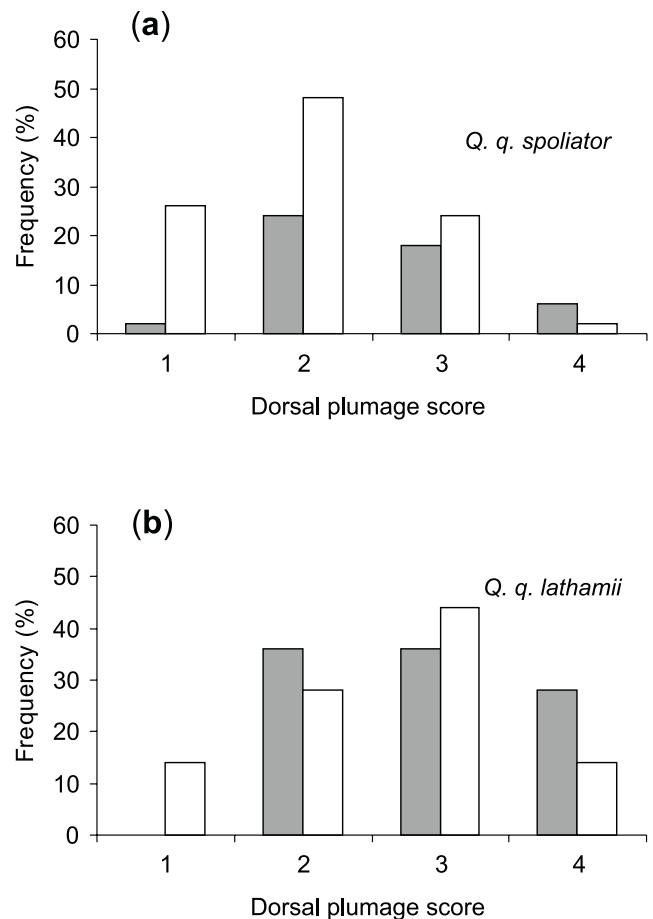 (a)
60
50
40
30
20
10
0
Frequency (%)
Q. q. spoliator
1 2 3 4
Dorsal plumage score
(b)
60
50
40
30
20
10
0
Frequency (%)
Q. q. lathamii
1 2 3 4
Dorsal plumage score